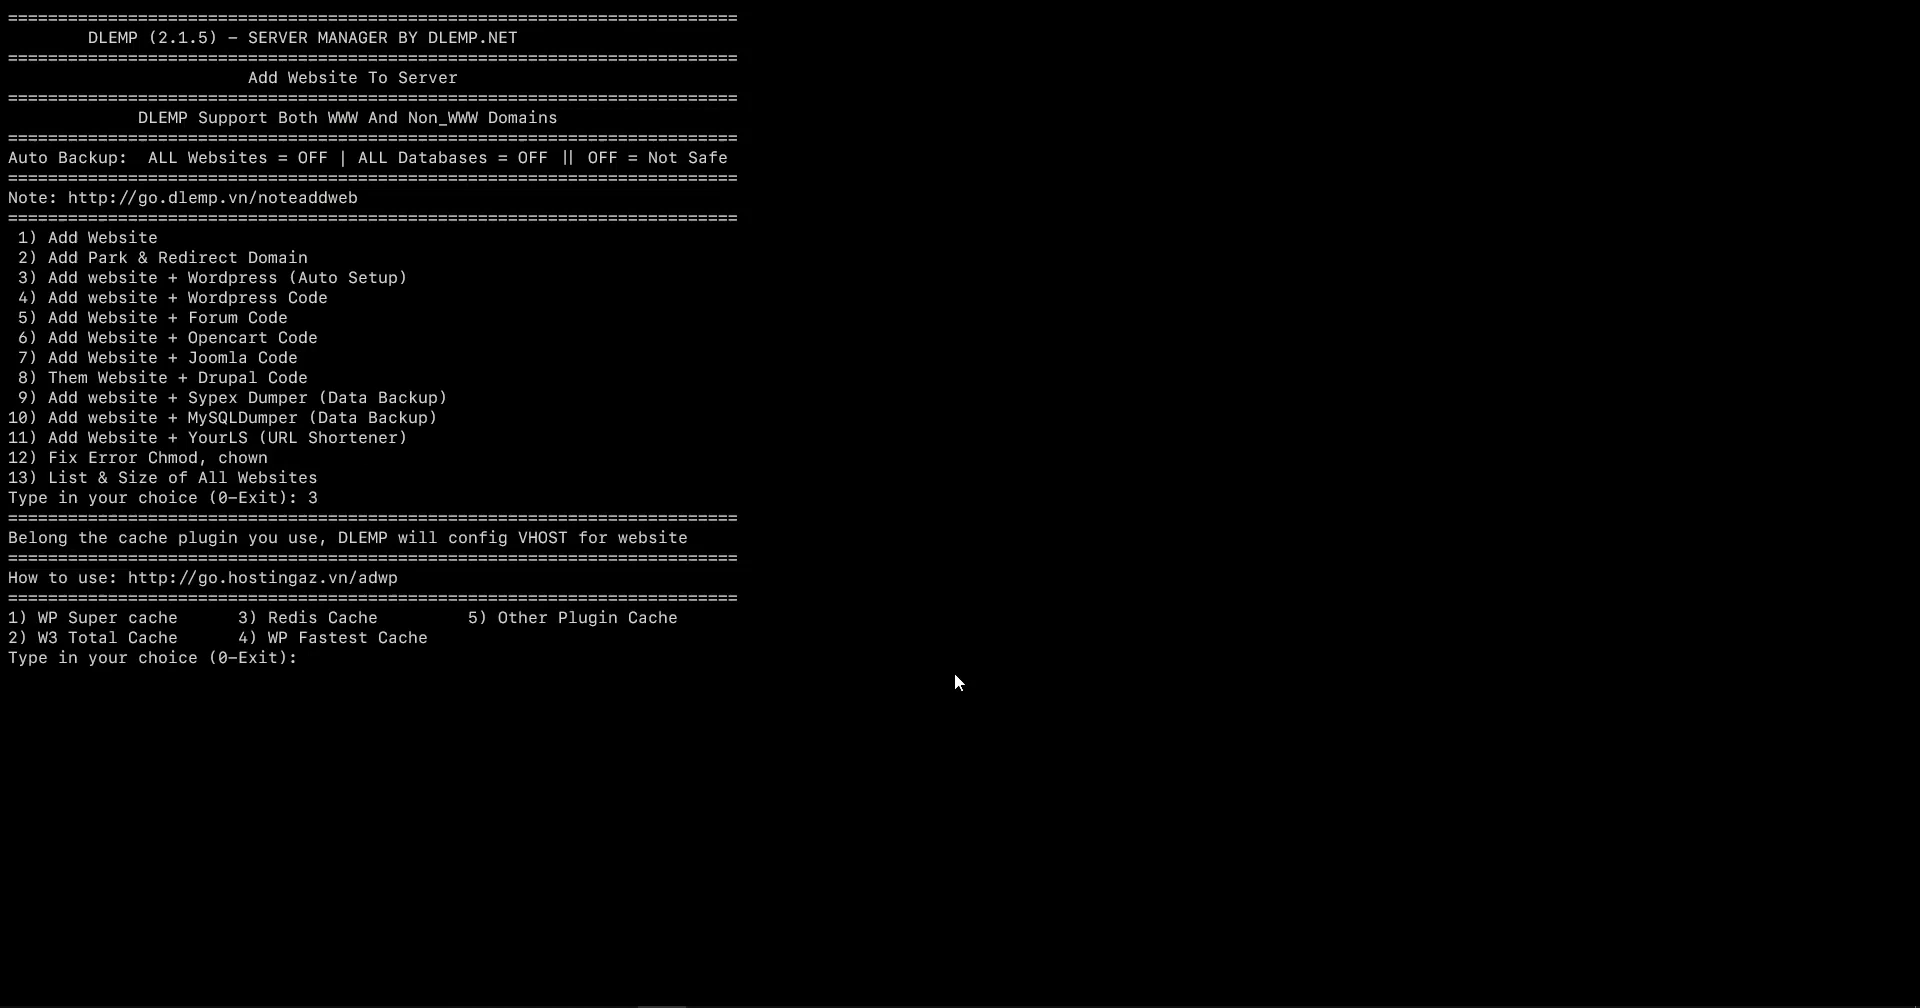 =========================================================================
        DLEMP (2.1.5) - SERVER MANAGER BY DLEMP.NET
=========================================================================
                        Add Website To Server
=========================================================================
             DLEMP Support Both WWW And Non_WWW Domains
=========================================================================
Auto Backup:  ALL Websites = OFF | ALL Databases = OFF || OFF = Not Safe
=========================================================================
Note: http://go.dlemp.vn/noteaddweb
=========================================================================
 1) Add Website
 2) Add Park & Redirect Domain
 3) Add website + Wordpress (Auto Setup)
 4) Add website + Wordpress Code
 5) Add Website + Forum Code
 6) Add Website + Opencart Code
 7) Add Website + Joomla Code
 8) Them Website + Drupal Code
 9) Add website + Sypex Dumper (Data Backup)
10) Add website + MySQLDumper (Data Backup)
11) Add Website + YourLS (URL Shortener)
12) Fix Error Chmod, chown
13) List & Size of All Websites
Type in your choice (0-Exit): 3
=========================================================================
Belong the cache plugin you use, DLEMP will config VHOST for website
=========================================================================
How to use: http://go.hostingaz.vn/adwp
=========================================================================
1) WP Super cache      3) Redis Cache         5) Other Plugin Cache
2) W3 Total Cache      4) WP Fastest Cache
Type in your choice (0-Exit):